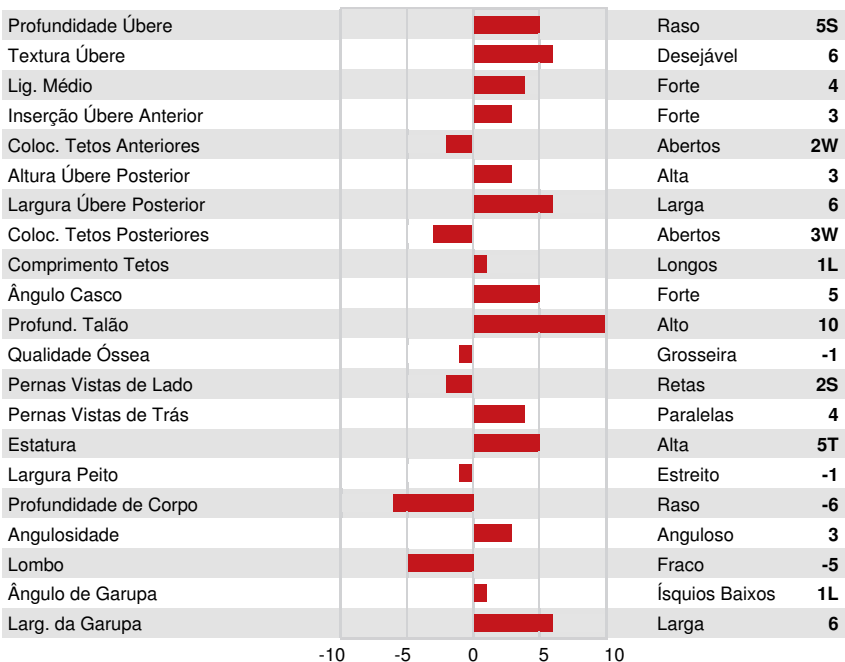 Profundidade Úbere Raso 5S
Textura Úbere Desejável 6
Lig. Médio Forte 4
Inserção Úbere Anterior Forte 3
Coloc. Tetos Anteriores Abertos 2W
Altura Úbere Posterior Alta 3
Largura Úbere Posterior Larga 6
Coloc. Tetos Posteriores Abertos 3W
Comprimento Tetos Longos 1L
Ângulo Casco Forte 5
Profund. Talão Alto 10
Qualidade Óssea Grosseira -1
Pernas Vistas de Lado Retas 2S
Pernas Vistas de Trás Paralelas 4
Estatura Alta 5T
Largura Peito Estreito -1
Profundidade de Corpo Raso -6
Angulosidade Anguloso 3
Lombo Fraco -5
Ângulo de Garupa Ísquios Baixos 1L
Larg. da Garupa Larga 6
-10 -5 0 5 10